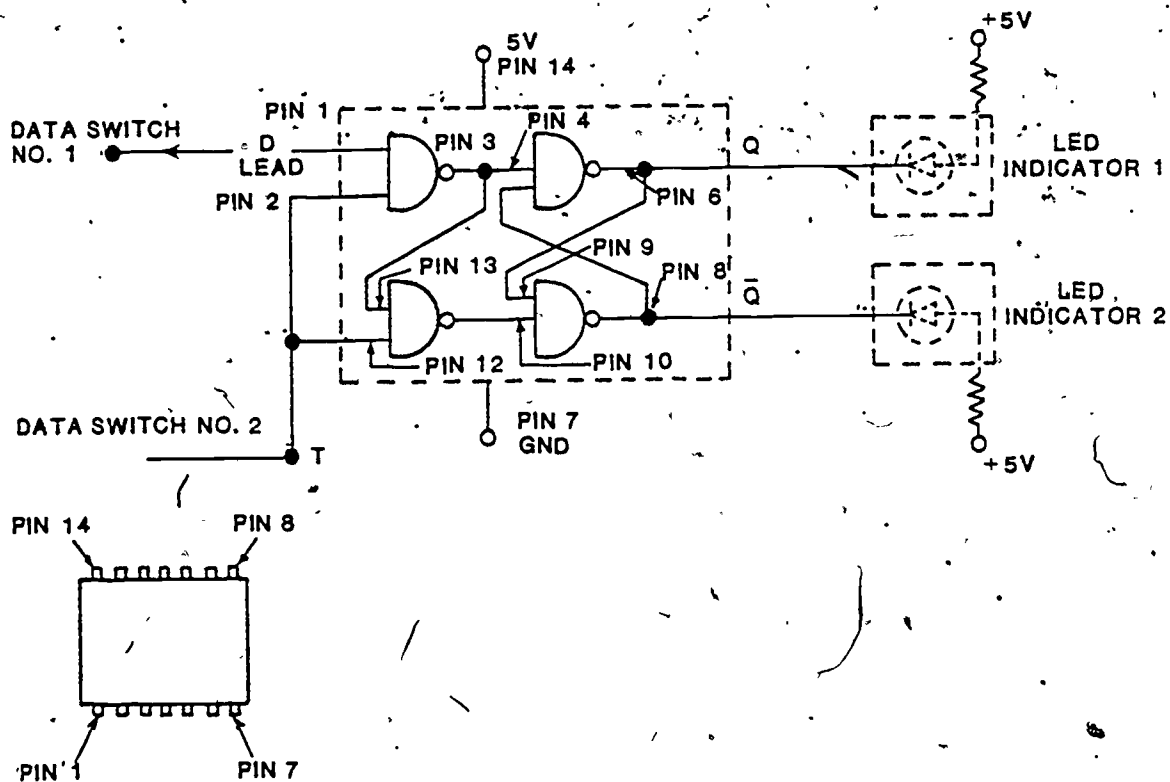 +5V
5V
PIN 14
PIN 1
PIN 4
DATA SWITCH
NO. 1
D
LEAD
PIN 3
Q
LED
INDICATOR 1
PIN 2
PIN 6
PIN 9
PIN 13
PIN 8
Q̅
LED
INDICATOR 2
PIN 12
PIN 10
DATA SWITCH NO. 2
PIN 7
GND
T
+5V
PIN 14
PIN 8
PIN 1
PIN 7